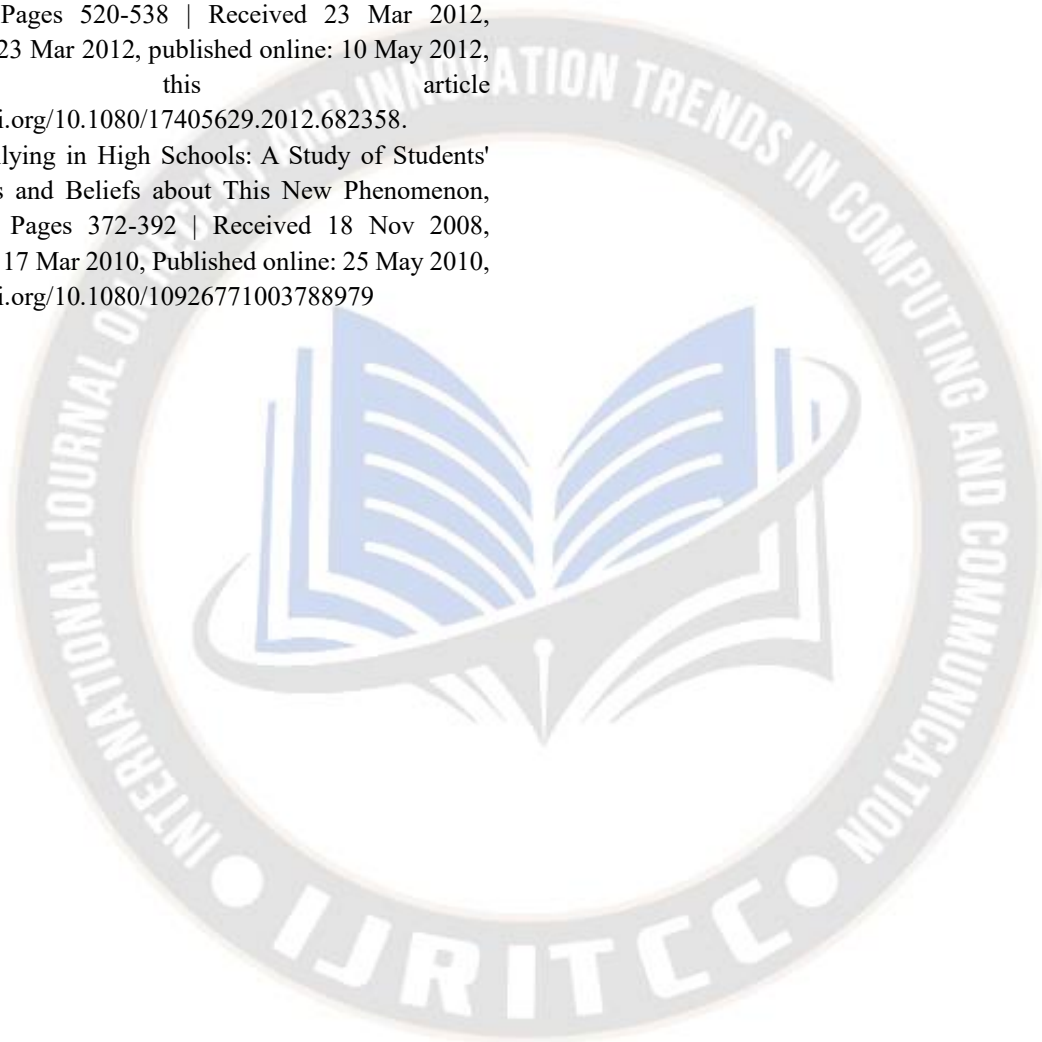 Pages 520-538 | Received 23 Mar 2012,
23 Mar 2012, published online: 10 May 2012,
this article
i.org/10.1080/17405629.2012.682358.
lying in High Schools: A Study of Students'
s and Beliefs about This New Phenomenon,
Pages 372-392 | Received 18 Nov 2008,
17 Mar 2010, Published online: 25 May 2010,
i.org/10.1080/10926771003788979
INTERNATIONAL JOURNAL ON RECENT AND INNOVATION TRENDS IN COMPUTING AND COMMUNICATION
IJRITCC